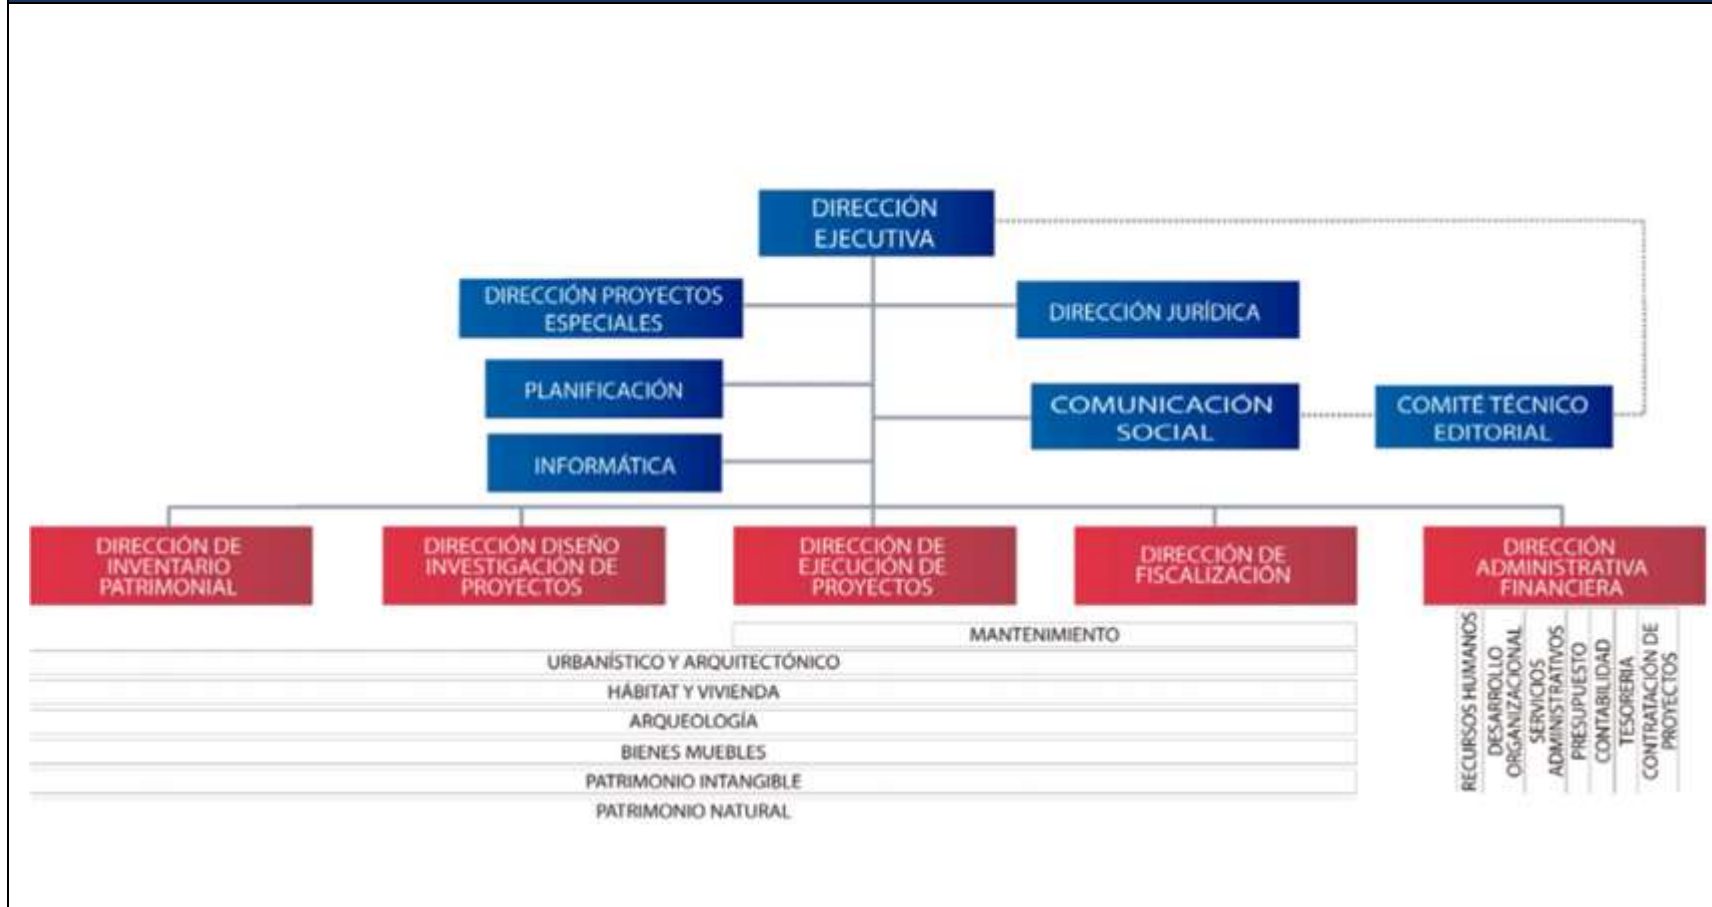 DIRECCIÓN
EJECUTIVA
DIRECCIÓN PROYECTOS
ESPECIALES
DIRECCIÓN JURÍDICA
PLANIFICACIÓN
COMUNICACIÓN
SOCIAL
COMITÉ TÉCNICO
EDITORIAL
INFORMÁTICA
DIRECCIÓN DE
INVENTARIO
PATRIMONIAL
DIRECCIÓN DISEÑO
INVESTIGACIÓN DE
PROYECTOS
DIRECCIÓN DE
EJECUCIÓN DE
PROYECTOS
DIRECCIÓN DE
FISCALIZACIÓN
DIRECCIÓN
ADMINISTRATIVA
FINANCIERA
MANTENIMIENTO
URBANÍSTICO Y ARQUITECTÓNICO
HÁBITAT Y VIVIENDA
ARQUEOLOGÍA
BIENES MUEBLES
PATRIMONIO INTANGIBLE
PATRIMONIO NATURAL
RECURSOS HUMANOS
DESARROLLO
ORGANIZACIONAL
SERVICIOS
ADMINISTRATIVOS
PRESUPUESTO
CONTABILIDAD
TESORERIA
CONTRATACIÓN DE
PROYECTOS